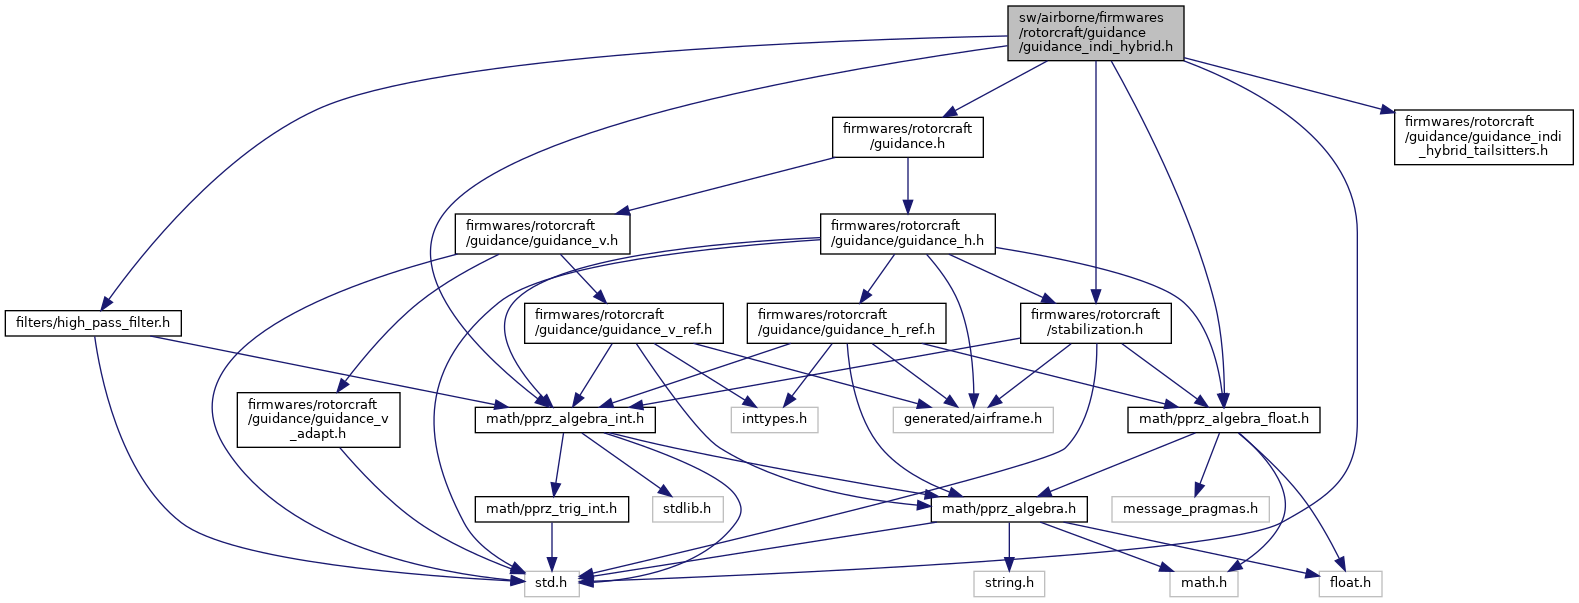 sw/airborne/firmwares
/rotorcraft/guidance
/guidance_indi_hybrid.h
firmwares/rotorcraft
/guidance/guidance_indi
_hybrid_tailsitters.h
firmwares/rotorcraft
/guidance.h
firmwares/rotorcraft
/guidance/guidance_v.h
firmwares/rotorcraft
/guidance/guidance_h.h
filters/high_pass_filter.h
firmwares/rotorcraft
/guidance/guidance_v_ref.h
firmwares/rotorcraft
/guidance/guidance_h_ref.h
firmwares/rotorcraft
/stabilization.h
firmwares/rotorcraft
/guidance/guidance_v
_adapt.h
math/pprz_algebra_int.h
inttypes.h
generated/airframe.h
math/pprz_algebra_float.h
math/pprz_trig_int.h
stdlib.h
math/pprz_algebra.h
message_pragmas.h
std.h
string.h
math.h
float.h